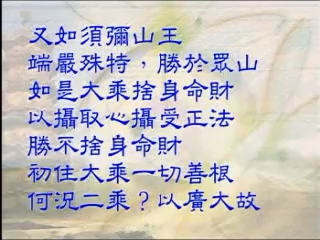 又如須彌山王
端嚴殊特，勝於眾山
如是大乘捨身命財
以攝取心攝受正法
勝不捨身命財
初住大乘一切善根
何況二乘？以廣大故